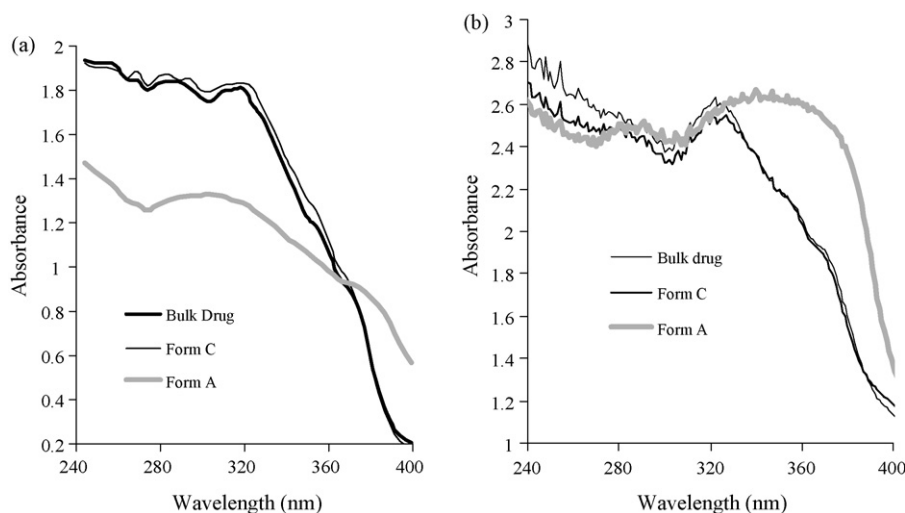 (a)
2
1.8
1.6
1.4
1.2
1
0.8
0.6
0.4
0.2
Absorbance
Bulk Drug
Form C
Form A
240 280 320 360 400
Wavelength (nm)
(b)
3
2.8
2.6
2.4
2.2
2
1.8
1.6
1.4
1.2
1
Absorbance
Bulk drug
Form C
Form A
240 280 320 360 400
Wavelength (nm)